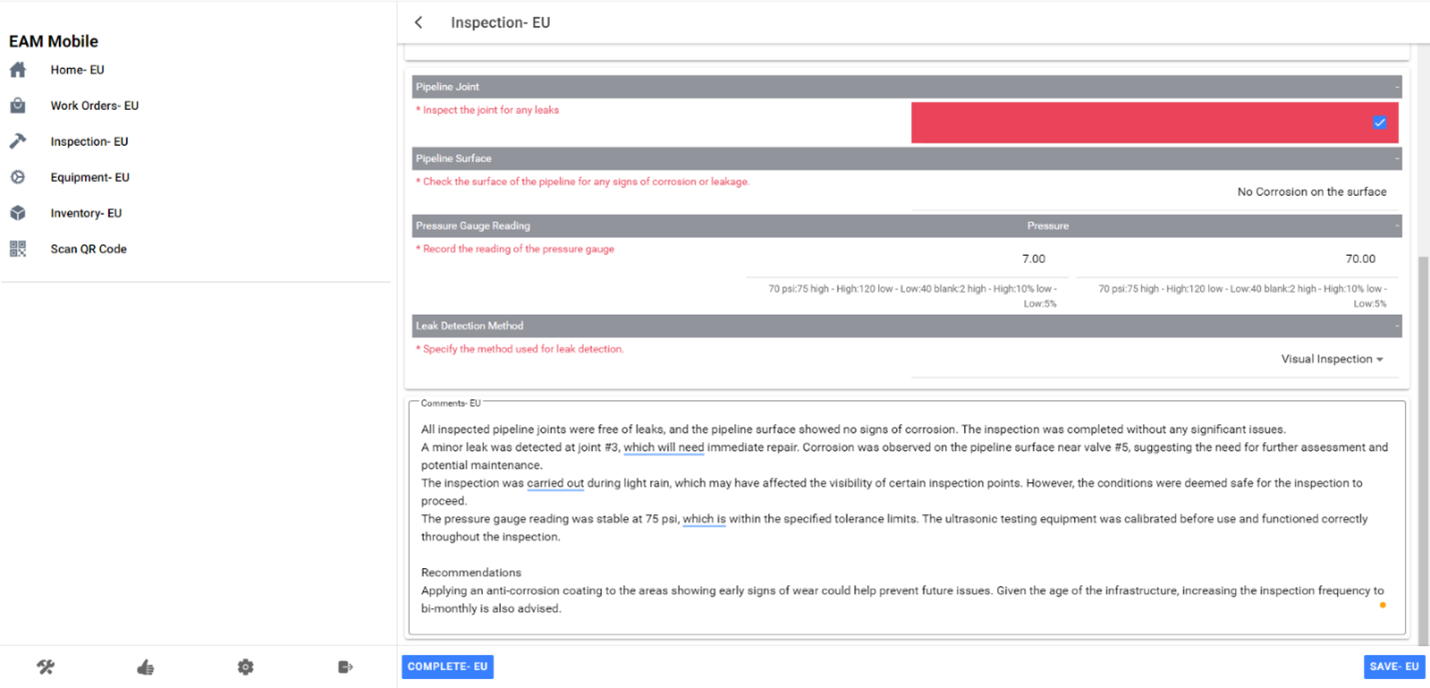 EAM Mobile
Home- EU
Work Orders- EU
Inspection- EU
Equipment- EU
Inventory- EU
Scan QR Code
Inspection- EU
Pipeline Joint -
* Inspect the joint for any leaks
Pipeline Surface -
* Check the surface of the pipeline for any signs of corrosion or leakage.
No Corrosion on the surface
Pressure Gauge Reading Pressure -
* Record the reading of the pressure gauge
7.00 70.00
70 psi:75 high - High:120 low - Low:40 blank:2 high - High:10% low -
Low:5%
70 psi:75 high - High:120 low - Low:40 blank:2 high - High:10% low -
Low:5%
Leak Detection Method -
* Specify the method used for leak detection.
Visual Inspection
Comments- EU
All inspected pipeline joints were free of leaks, and the pipeline surface showed no signs of corrosion. The inspection was completed without any significant issues.
A minor leak was detected at joint #3, which will need immediate repair. Corrosion was observed on the pipeline surface near valve #5, suggesting the need for further assessment and
potential maintenance.
The inspection was carried out during light rain, which may have affected the visibility of certain inspection points. However, the conditions were deemed safe for the inspection to
proceed.
The pressure gauge reading was stable at 75 psi, which is within the specified tolerance limits. The ultrasonic testing equipment was calibrated before use and functioned correctly
throughout the inspection.
Recommendations
Applying an anti-corrosion coating to the areas showing early signs of wear could help prevent future issues. Given the age of the infrastructure, increasing the inspection frequency to
bi-monthly is also advised.
COMPLETE- EU
SAVE- EU